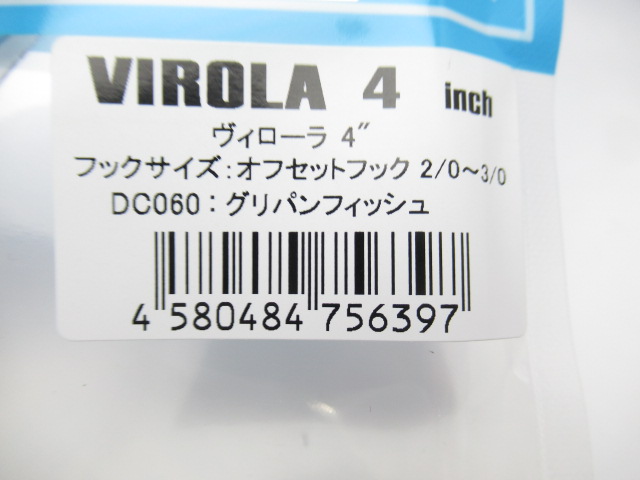 VIROLA 4 inch
ヴィローラ 4″
フックサイズ:オフセットフック 2/0～3/0
DC060:グリパンフィッシュ
4 580484 756397